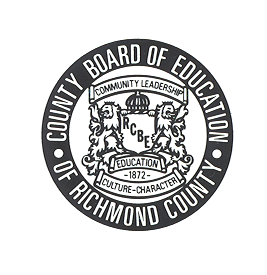 COUNTY BOARD OF EDUCATION
• OF RICHMOND COUNTY •
COMMUNITY LEADERSHIP
RCBE
EDUCATION
-1872-
CULTURE-CHARACTER